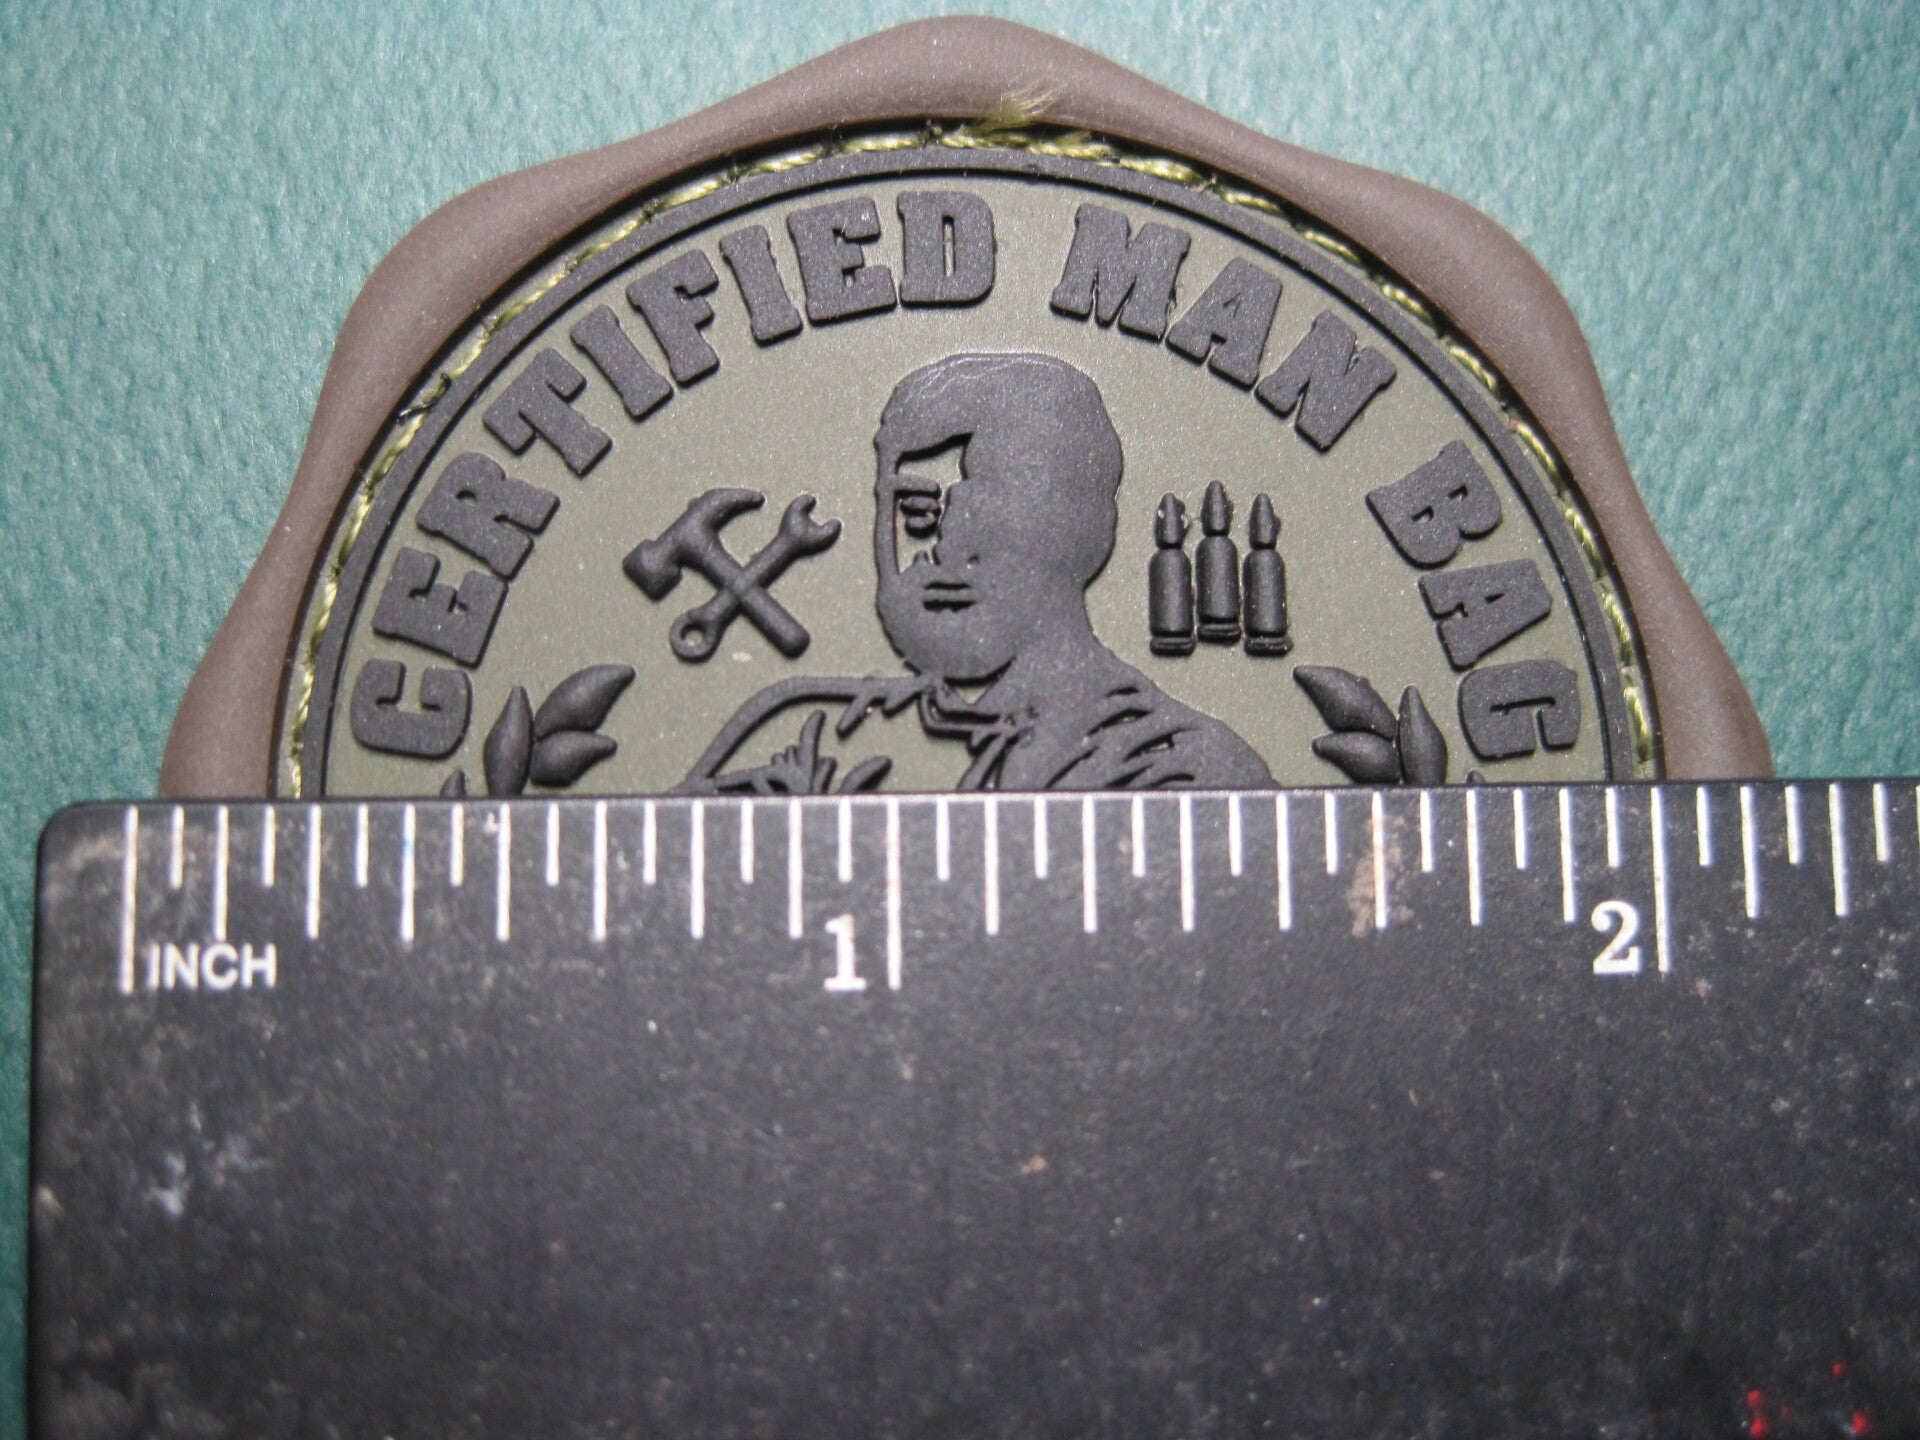 CERTIFIED MAN BAG
INCH
1
2